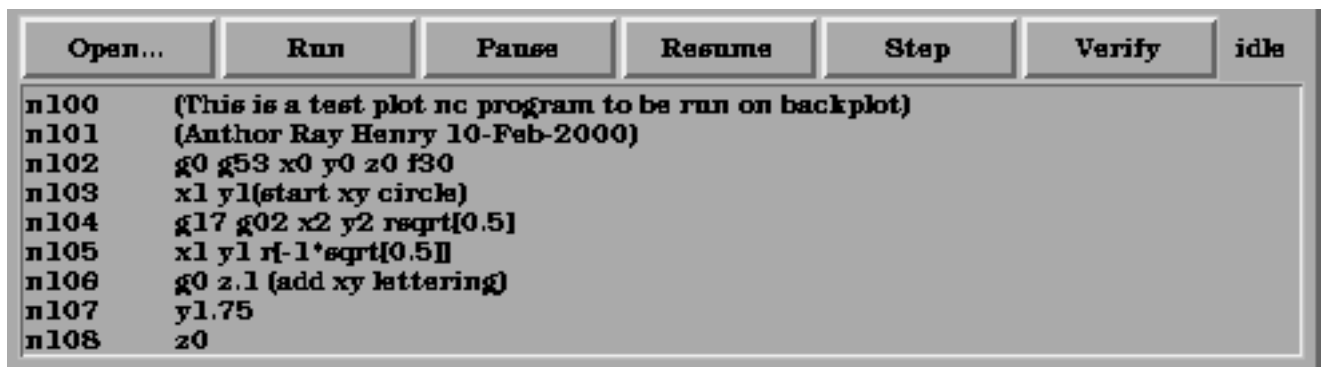 Open... Run Pause Resume Step Verify idle
n100 (This is a test plot nc program to be run on backplot)
n101 (Author Ray Henry 10-Feb-2000)
n102 g0 g53 x0 y0 z0 f30
n103 x1 y1(start xy circle)
n104 g17 g02 x2 y2 rsqrt[0.5]
n105 x1 y1 r[-1*sqrt[0.5]]
n106 g0 z.1 (add xy lettering)
n107 y1.75
n108 z0